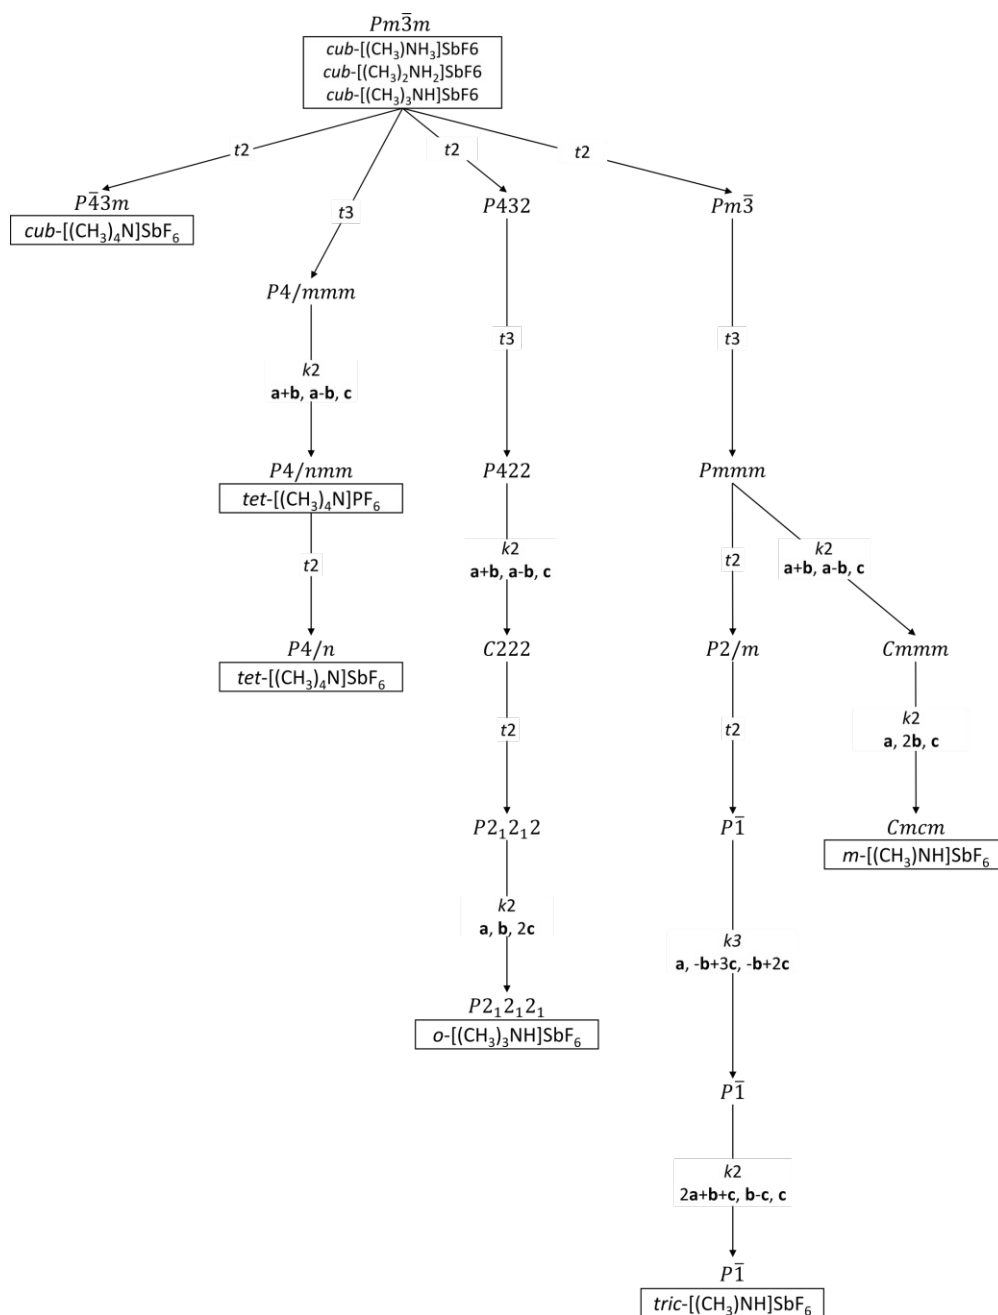 Pm3̅m
cub-[(CH₃)NH₃]SbF6
cub-[(CH₃)₂NH₂]SbF6
cub-[(CH₃)₃NH]SbF6
t2
t2
t2
t3
P4̅3m
cub-[(CH₃)₄N]SbF₆
P432
Pm3̅
P4/mmm
t3
t3
k2
a+b, a-b, c
P4/nmm
tet-[(CH₃)₄N]PF₆
P422
Pmmm
t2
k2
a+b, a-b, c
t2
k2
a+b, a-b, c
P4/n
tet-[(CH₃)₄N]SbF₆
C222
P2/m
Cmmm
t2
t2
k2
a, 2b, c
P2₁2₁2
P1̅
Cmcm
m-[(CH₃)NH]SbF₆
k2
a, b, 2c
k3
a, -b+3c, -b+2c
P2₁2₁2₁
o-[(CH₃)₃NH]SbF₆
P1̅
k2
2a+b+c, b-c, c
P1̅
tric-[(CH₃)NH]SbF₆